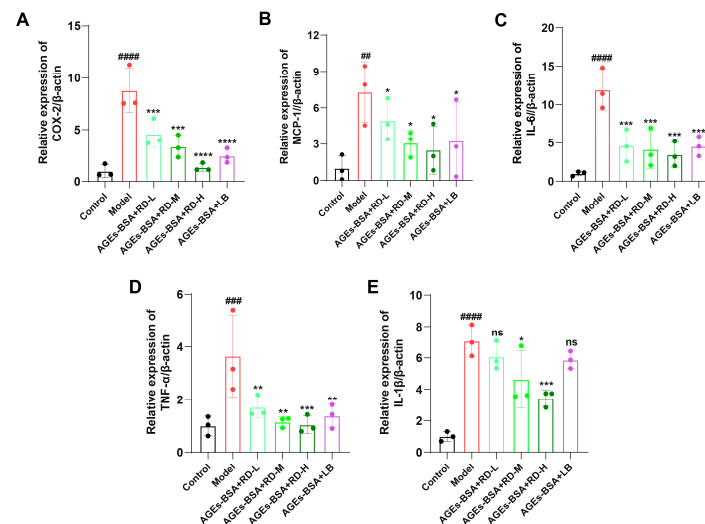 A
Relative expression of
COX-2/β-actin
15
10
5
0
####
***
***
****
****
Control
Model
AGEs-BSA+RD-L
AGEs-BSA+RD-M
AGEs-BSA+RD-H
AGEs-BSA+LB
B
Relative expression of
MCP-1//β-actin
12
9
6
3
0
##
*
*
*
*
Control
Model
AGEs-BSA+RD-L
AGEs-BSA+RD-M
AGEs-BSA+RD-H
AGEs-BSA+LB
C
Relative expression of
IL-6//β-actin
20
15
10
5
0
####
***
***
***
***
Control
Model
AGEs-BSA+RD-L
AGEs-BSA+RD-M
AGEs-BSA+RD-H
AGEs-BSA+LB
D
Relative expression of
TNF-α/β-actin
6
4
2
0
###
**
**
***
**
Control
Model
AGEs-BSA+RD-L
AGEs-BSA+RD-M
AGEs-BSA+RD-H
AGEs-BSA+LB
E
Relative expression of
IL-1β/β-actin
10
8
6
4
2
0
####
ns
*
***
ns
Control
Model
AGEs-BSA+RD-L
AGEs-BSA+RD-M
AGEs-BSA+RD-H
AGEs-BSA+LB